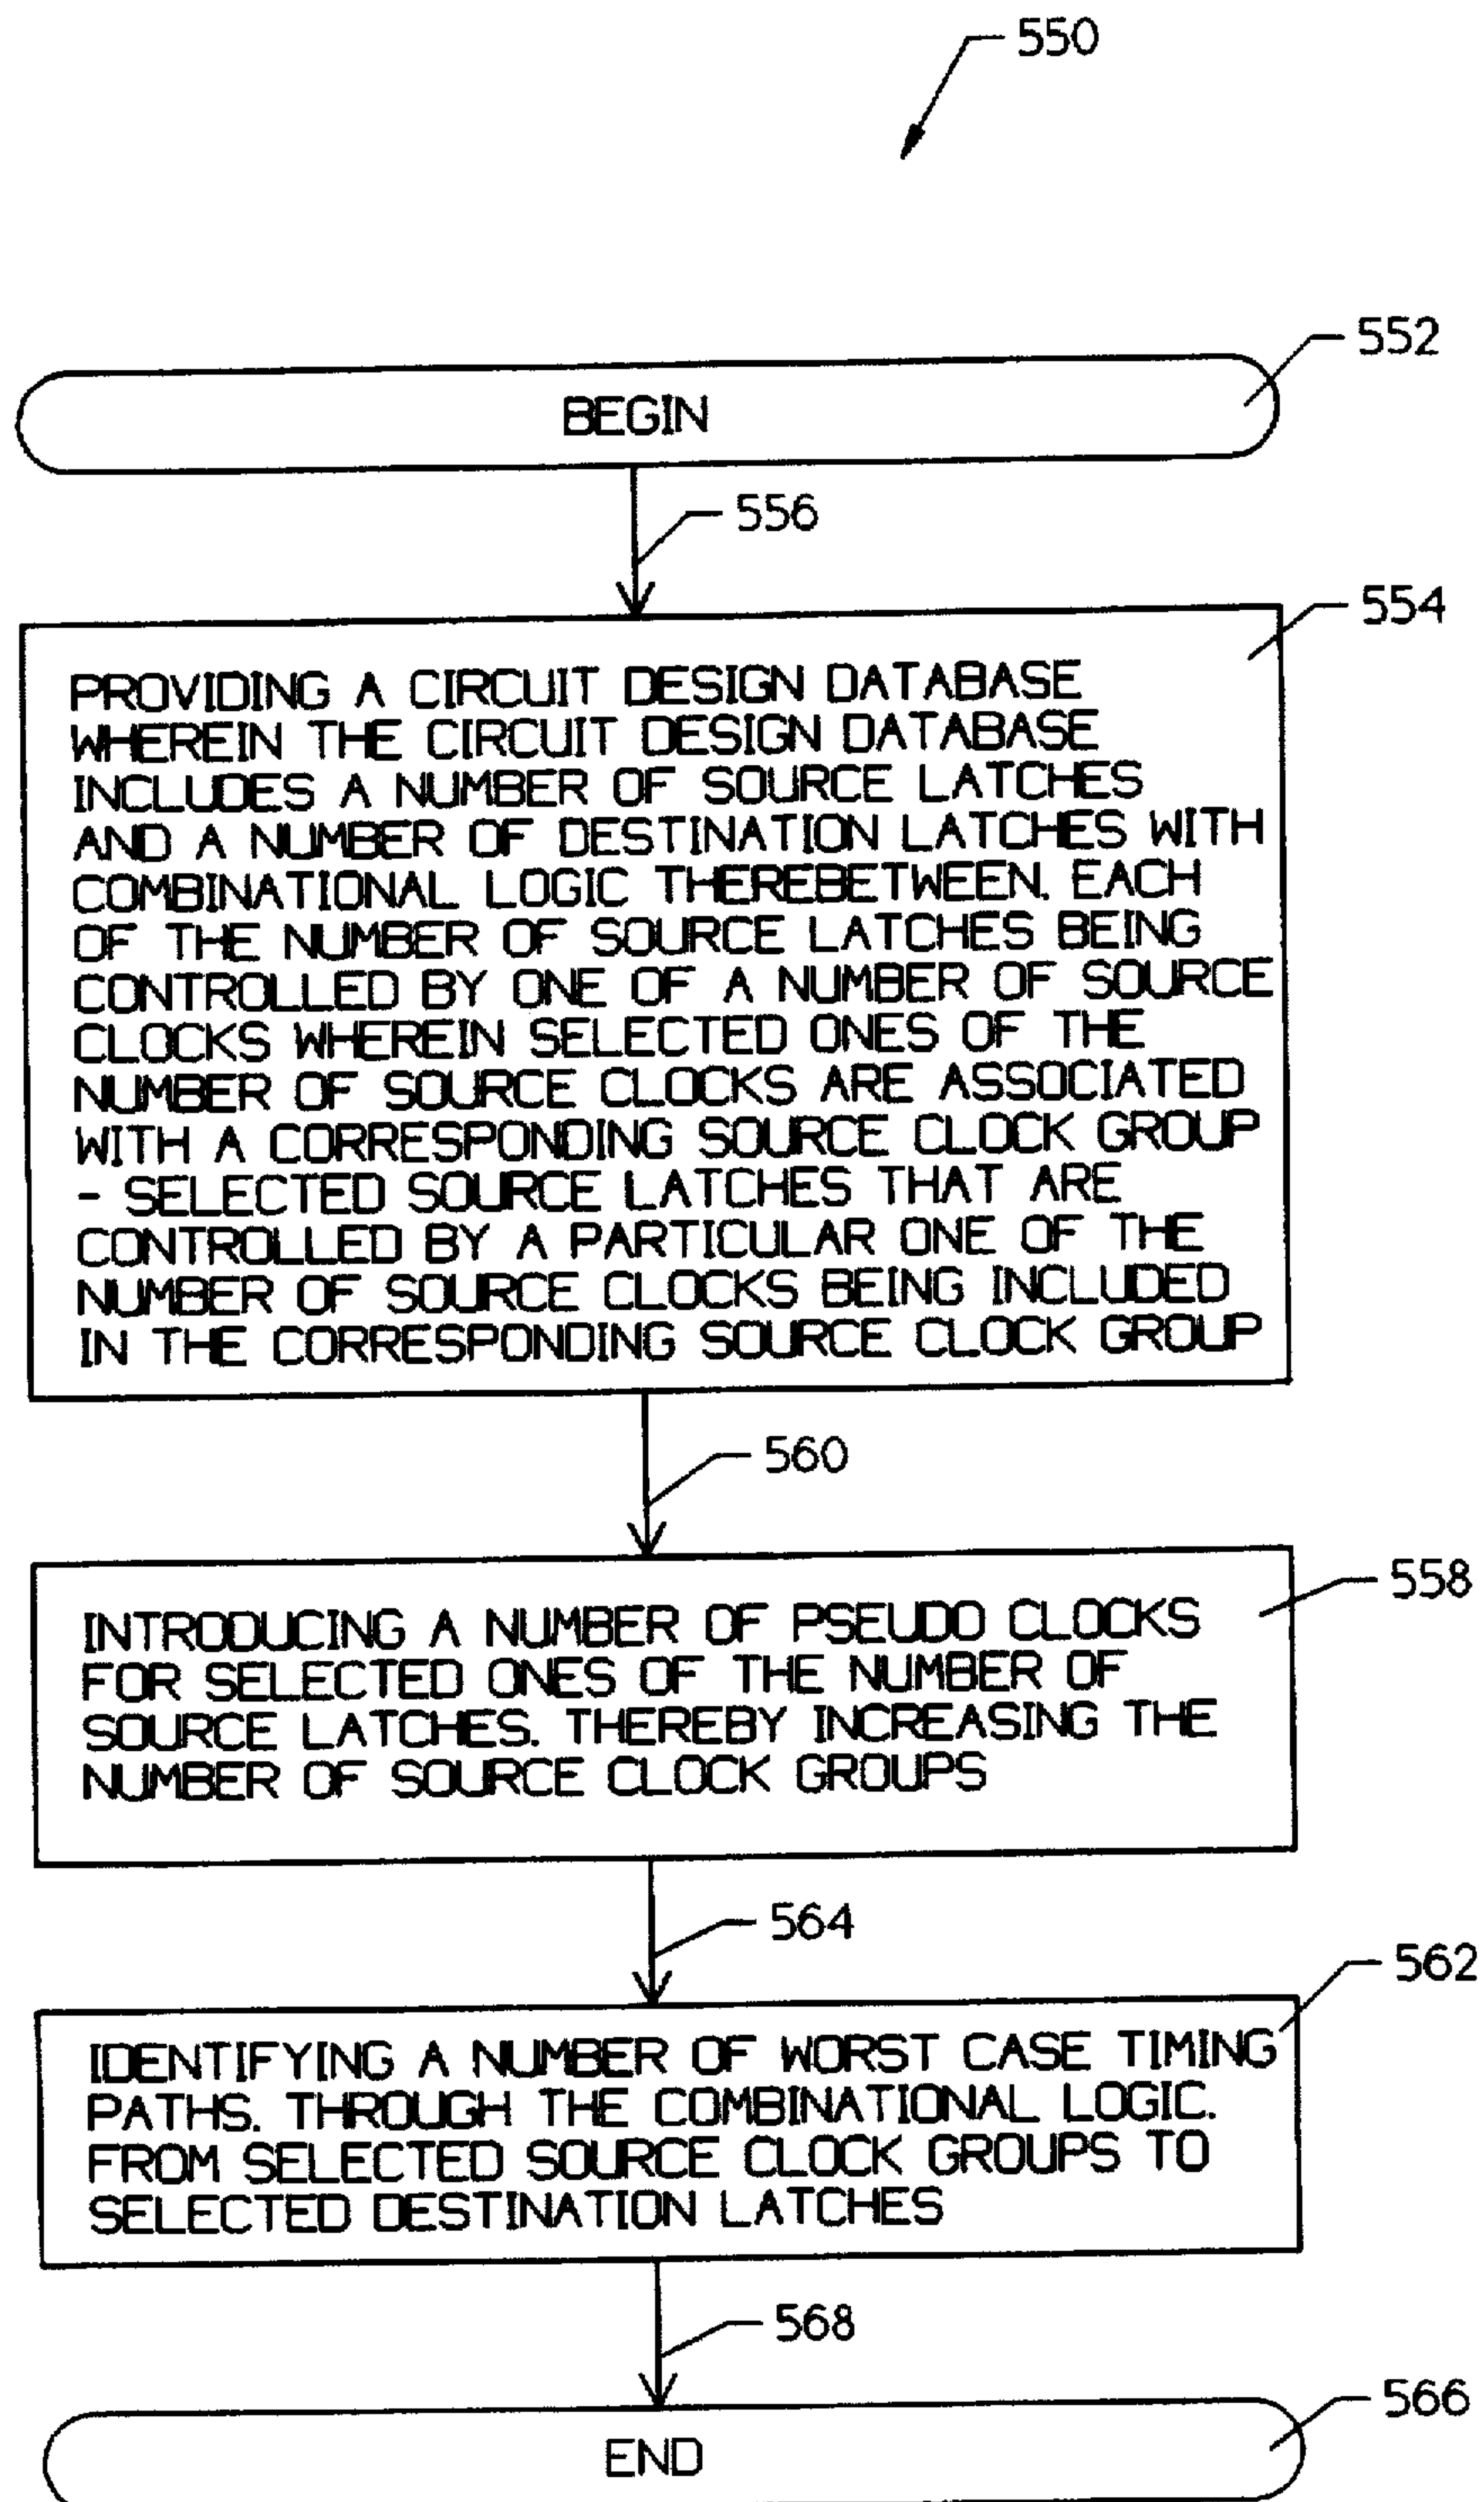 550
552
BEGIN
556
554
PROVIDING A CIRCUIT DESIGN DATABASE
WHEREIN THE CIRCUIT DESIGN DATABASE
INCLUDES A NUMBER OF SOURCE LATCHES
AND A NUMBER OF DESTINATION LATCHES WITH
COMBINATIONAL LOGIC THEREBETWEEN. EACH
OF THE NUMBER OF SOURCE LATCHES BEING
CONTROLLED BY ONE OF A NUMBER OF SOURCE
CLOCKS WHEREIN SELECTED ONES OF THE
NUMBER OF SOURCE CLOCKS ARE ASSOCIATED
WITH A CORRESPONDING SOURCE CLOCK GROUP
- SELECTED SOURCE LATCHES THAT ARE
CONTROLLED BY A PARTICULAR ONE OF THE
NUMBER OF SOURCE CLOCKS BEING INCLUDED
IN THE CORRESPONDING SOURCE CLOCK GROUP
560
558
INTRODUCING A NUMBER OF PSEUDO CLOCKS
FOR SELECTED ONES OF THE NUMBER OF
SOURCE LATCHES. THEREBY INCREASING THE
NUMBER OF SOURCE CLOCK GROUPS
564
562
IDENTIFYING A NUMBER OF WORST CASE TIMING
PATHS. THROUGH THE COMBINATIONAL LOGIC.
FROM SELECTED SOURCE CLOCK GROUPS TO
SELECTED DESTINATION LATCHES
568
566
END